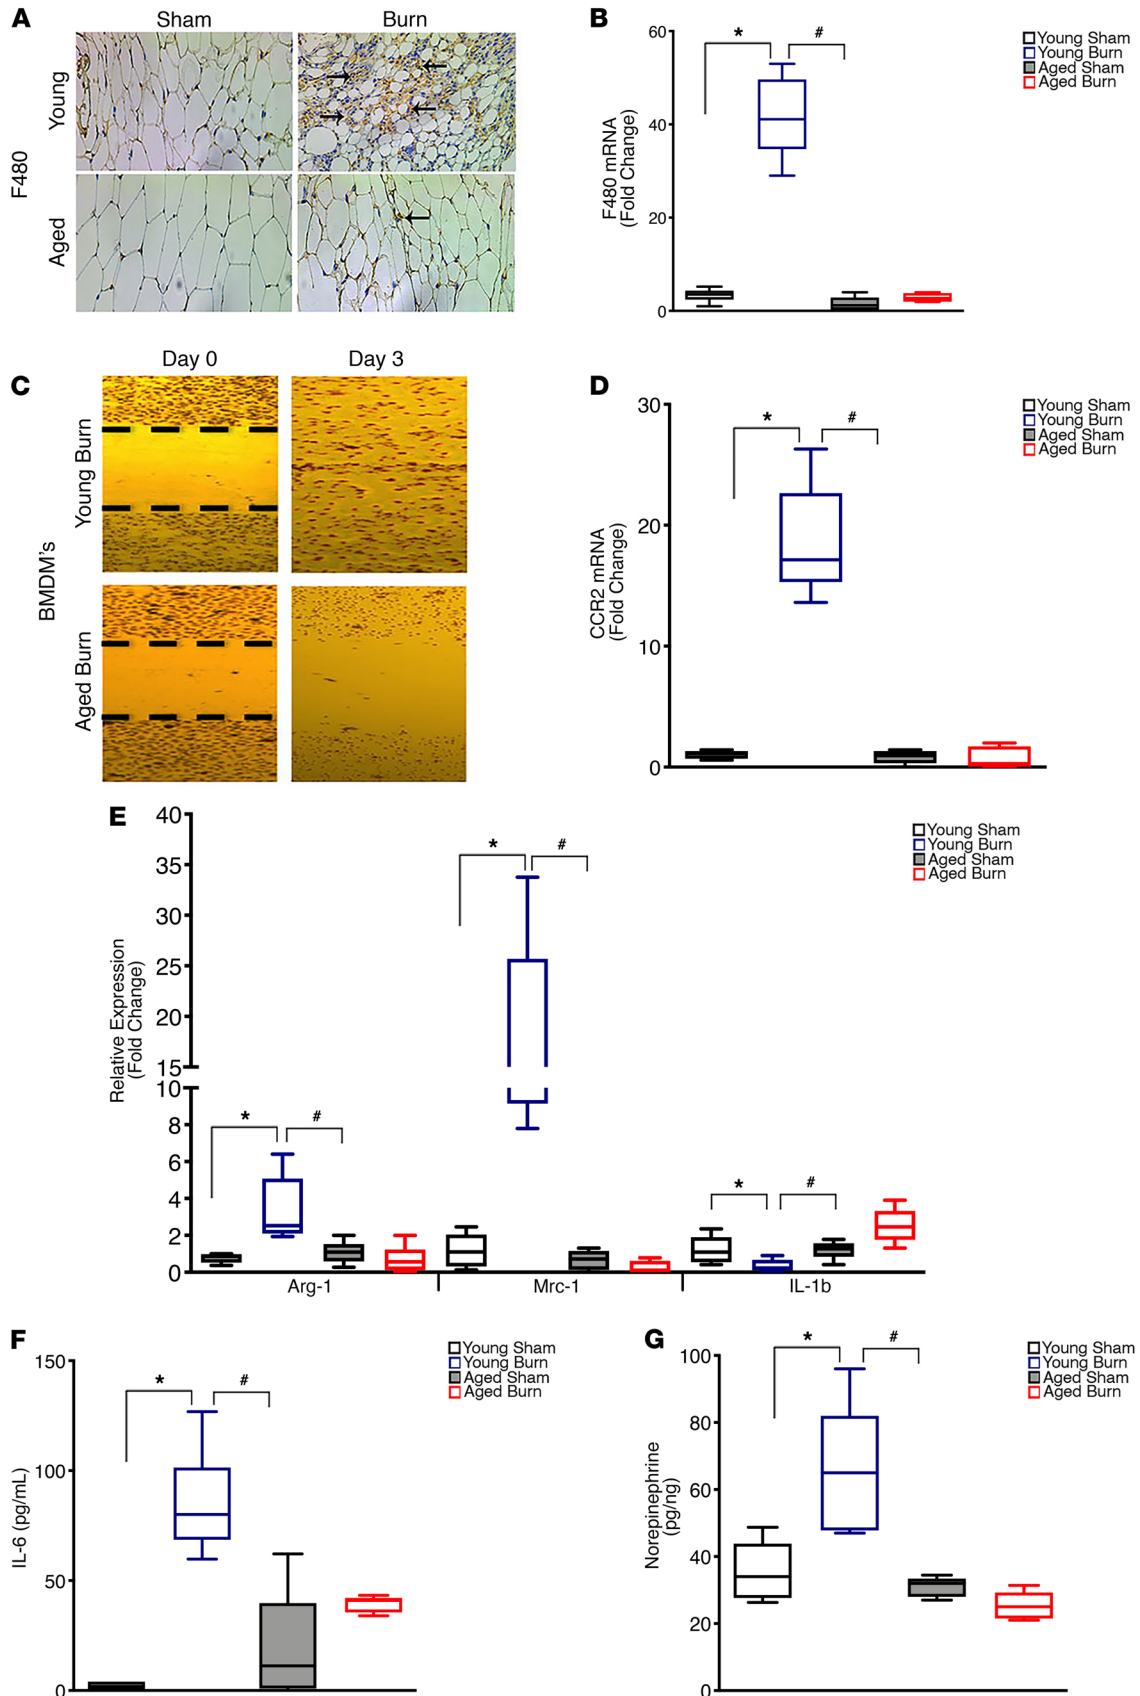 A
Sham
Burn
F480
Young
Aged
B
60
40
20
0
F480 mRNA
(Fold Change)
*
#
Young Sham
Young Burn
Aged Sham
Aged Burn
C
Day 0
Day 3
BMDM's
Young Burn
Aged Burn
D
30
20
10
0
CCR2 mRNA
(Fold Change)
*
#
Young Sham
Young Burn
Aged Sham
Aged Burn
E
40
35
30
25
20
15
10
8
6
4
2
0
Relative Expression
(Fold Change)
*
#
*
#
*
#
Arg-1
Mrc-1
IL-1b
Young Sham
Young Burn
Aged Sham
Aged Burn
F
150
100
50
0
IL-6 (pg/mL)
*
#
Young Sham
Young Burn
Aged Sham
Aged Burn
G
100
80
60
40
20
0
Norepinephrine
(pg/ng)
*
#
Young Sham
Young Burn
Aged Sham
Aged Burn